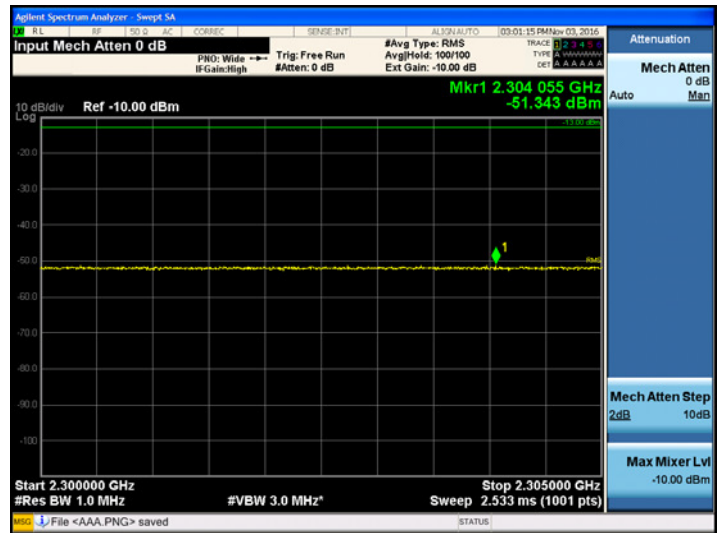 Agilent Spectrum Analyzer - Swept SA
RL RF 50 Ω AC CORREC SENSE:INT ALIGNAUTO 03:01:15 PM Nov 03, 2016
Input Mech Atten 0 dB
PNO: Wide
IFGain:High
Trig: Free Run
#Atten: 0 dB
#Avg Type: RMS
Avg|Hold: 100/100
Ext Gain: -10.00 dB
TRACE 1 2 3 4 5 6
TYPE A WWWWW
DET A A A A A A
Mkr1 2.304 055 GHz
-51.343 dBm
10 dB/div Ref -10.00 dBm
Log
-13.00 dBm
-20.0
-30.0
-40.0
1
-50.0
RMS
-60.0
-70.0
-80.0
-90.0
-100
Start 2.300000 GHz
Stop 2.305000 GHz
#Res BW 1.0 MHz
#VBW 3.0 MHz*
Sweep 2.533 ms (1001 pts)
MSG File <AAA.PNG> saved
STATUS
Attenuation
Mech Atten
0 dB
Auto Man
Mech Atten Step
2dB 10dB
Max Mixer Lvl
-10.00 dBm